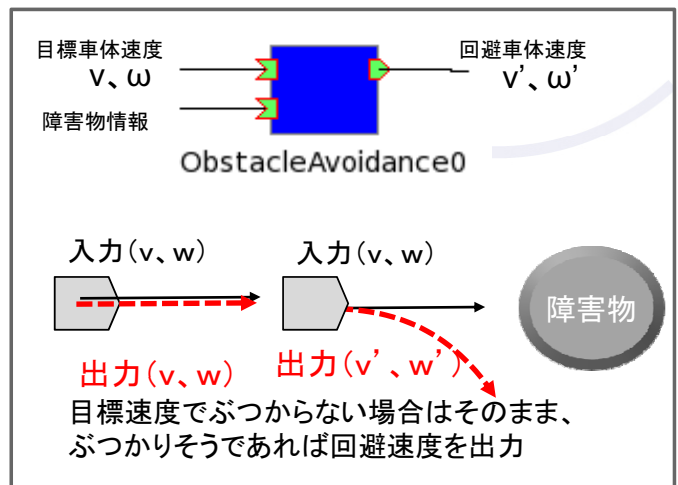 目標車体速度
v、ω
障害物情報
回避車体速度
v’、ω’
ObstacleAvoidance0
入力(v、w)
入力(v、w)
障害物
出力(v、w)
出力(v’、w’)
目標速度でぶつからない場合はそのまま、
ぶつかりそうであれば回避速度を出力